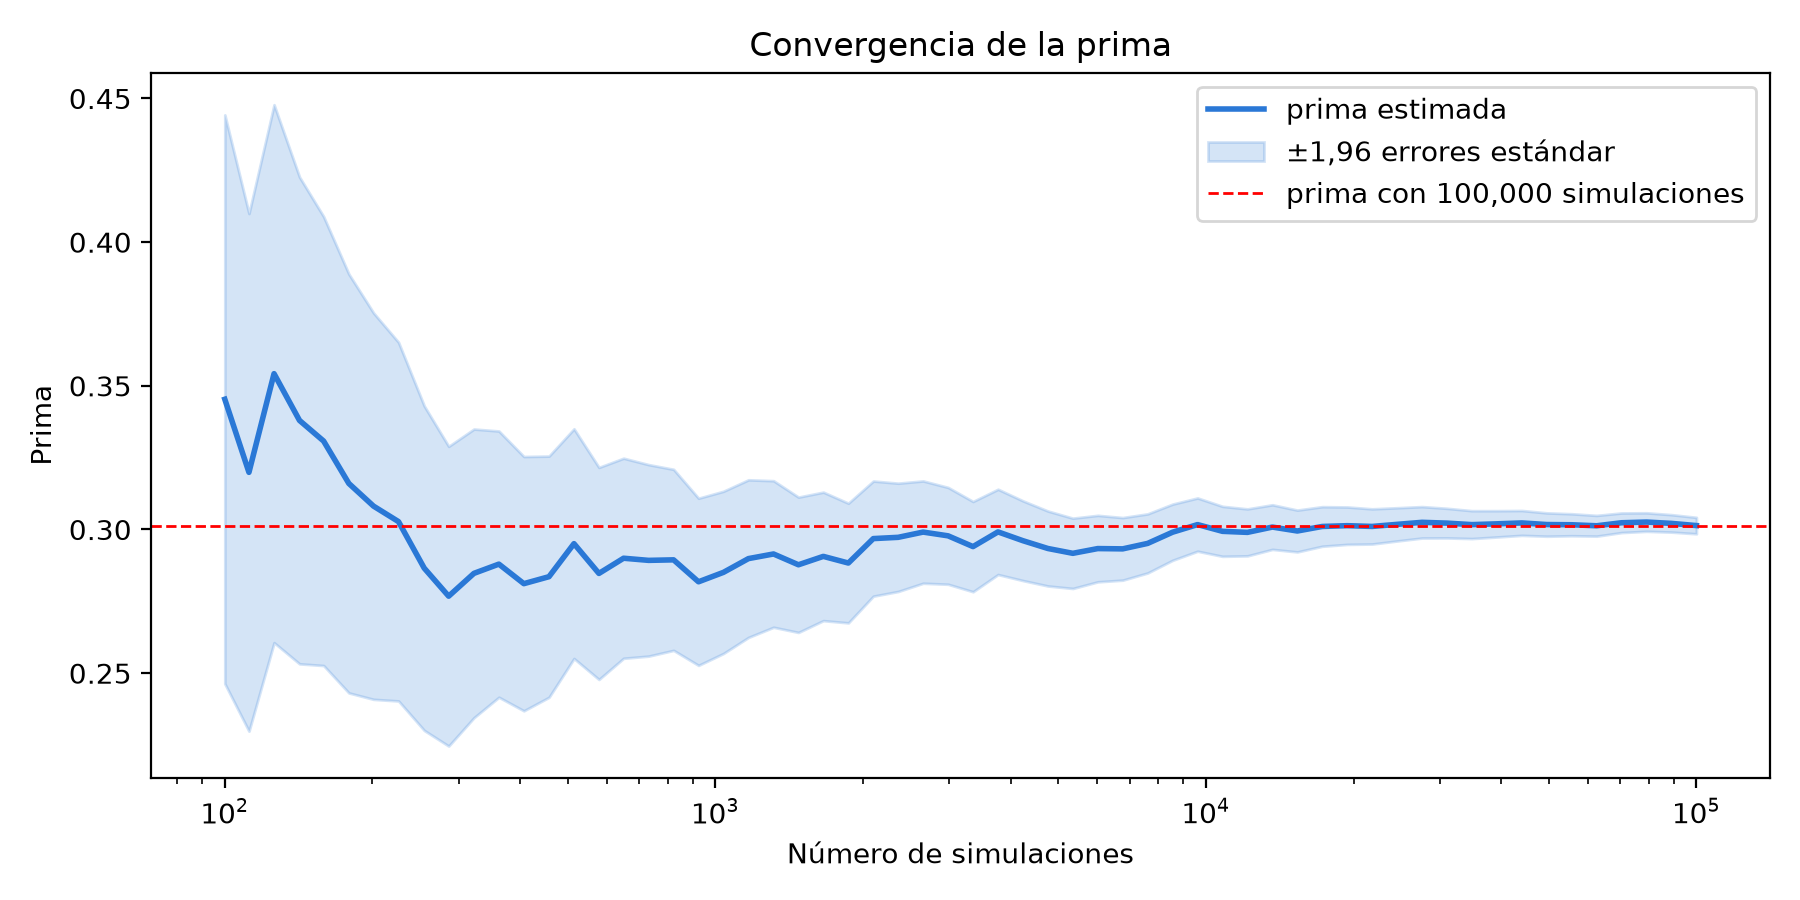 Convergencia de la prima
prima estimada
±1,96 errores estándar
prima con 100,000 simulaciones
Prima
0.45
0.40
0.35
0.30
0.25
10²
10³
10⁴
10⁵
Número de simulaciones